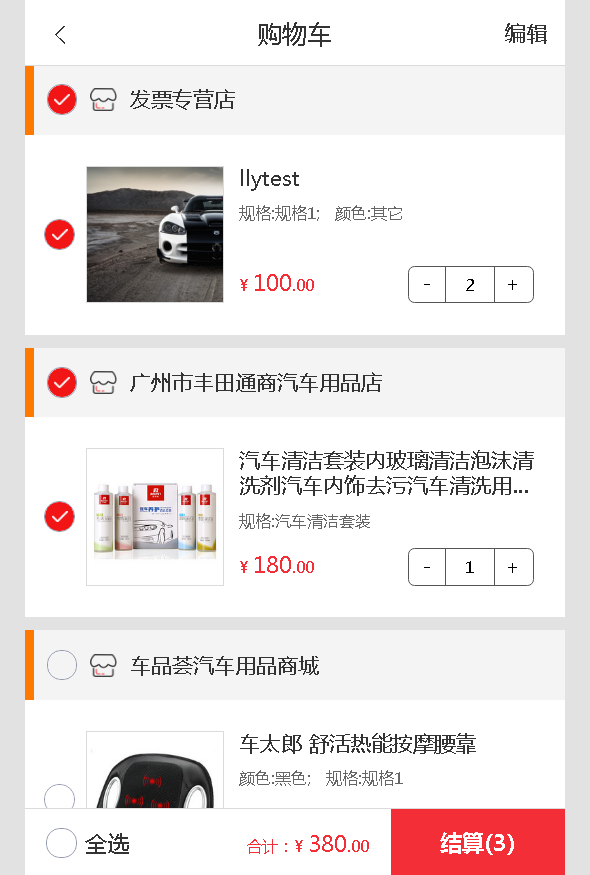 购物车
编辑
发票专营店
llytest
规格:规格1; 颜色:其它
¥ 100.00
- 2 +
广州市丰田通商汽车用品店
汽车清洁套装内玻璃清洁泡沫清
洗剂汽车内饰去污汽车清洗用...
规格:汽车清洁套装
¥ 180.00
- 1 +
车品荟汽车用品商城
车太郎 舒活热能按摩腰靠
颜色:黑色; 规格:规格1
全选
合计：¥ 380.00
结算(3)